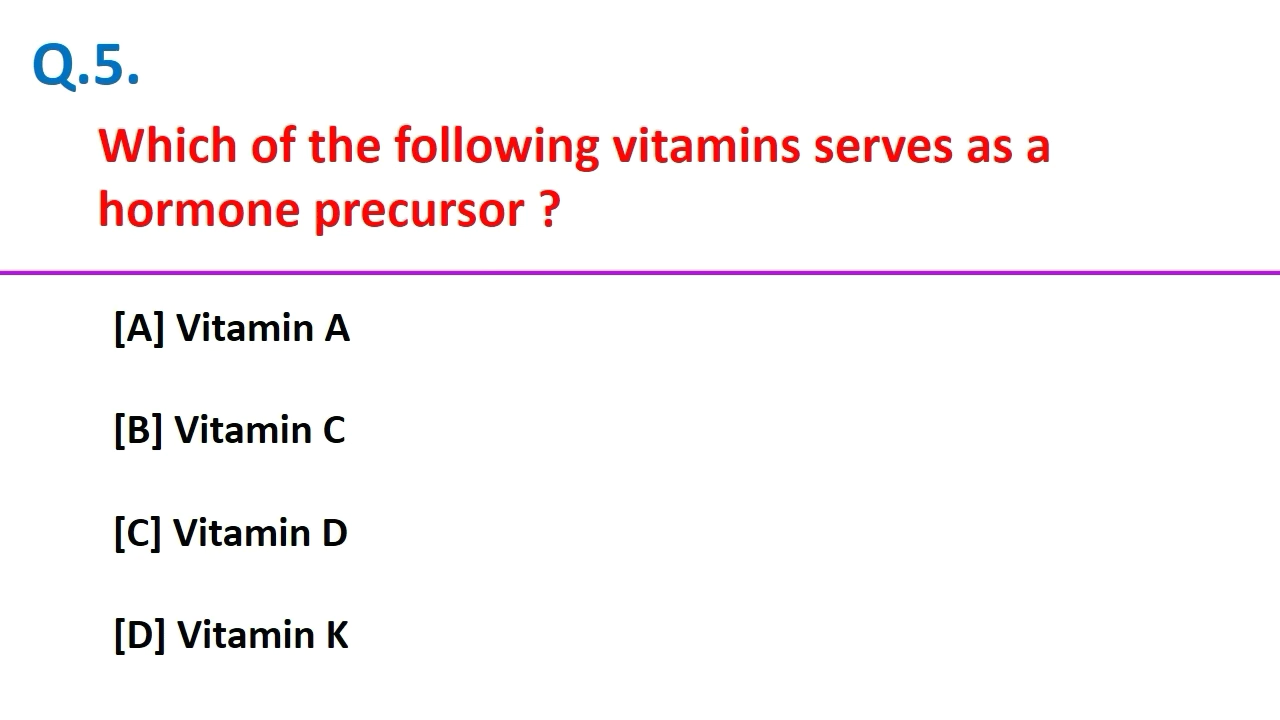 Q.5.
Which of the following vitamins serves as a
hormone precursor ?
[A] Vitamin A
[B] Vitamin C
[C] Vitamin D
[D] Vitamin K